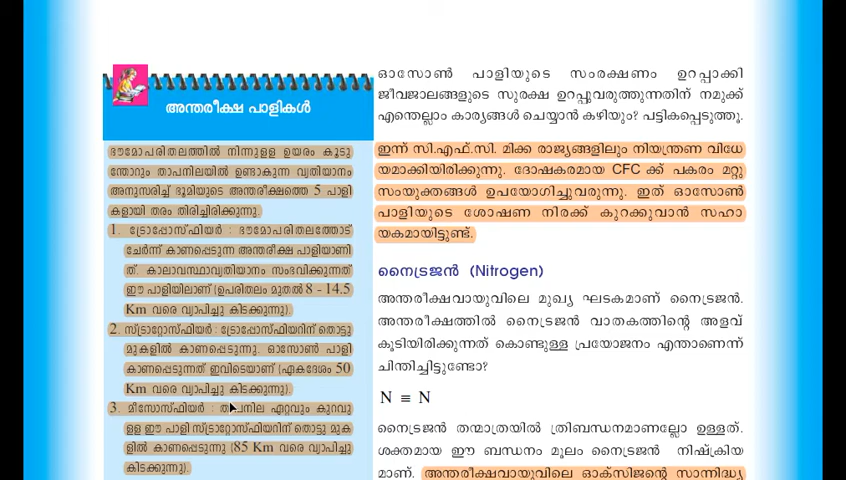 അന്തരീക്ഷ പാളികൾ
ഭൗമോപരിതലത്തിൽ നിന്നുള്ള ഉയരം കൂടു
ന്തോറും താപനിലയിൽ ഉണ്ടാകുന്ന വ്യതിയാനം
അനുസരിച്ച് ഭൂമിയുടെ അന്തരീക്ഷത്തെ 5 പാളി
കളായി തരം തിരിച്ചിരിക്കുന്നു.
1. ട്രോപ്പോസ്ഫിയർ : ഭൗമോപരിതലത്തോട്
ചേർന്ന് കാണപ്പെടുന്ന അന്തരീക്ഷ പാളിയാണി
ത്. കാലാവസ്ഥാവ്യതിയാനം സംഭവിക്കുന്നത്
ഈ പാളിയിലാണ് (ഉപരിതലം മുതൽ 8 - 14.5
Km വരെ വ്യാപിച്ചു കിടക്കുന്നു).
2. സ്ട്രാറ്റോസ്ഫിയർ : ട്രോപ്പോസ്ഫിയറിന് തൊട്ടു
മുകളിൽ കാണപ്പെടുന്നു. ഓസോൺ പാളി
കാണപ്പെടുന്നത് ഇവിടെയാണ് (ഏകദേശം 50
Km വരെ വ്യാപിച്ചു കിടക്കുന്നു).
3. മീസോസ്ഫിയർ : താപനില ഏറ്റവും കുറവു
ള്ള ഈ പാളി സ്ട്രാറ്റോസ്ഫിയറിന് തൊട്ടു മുക
ളിൽ കാണപ്പെടുന്നു (85 Km വരെ വ്യാപിച്ചു
കിടക്കുന്നു).
ഓസോൺ പാളിയുടെ സംരക്ഷണം ഉറപ്പാക്കി
ജീവജാലങ്ങളുടെ സുരക്ഷ ഉറപ്പുവരുത്തുന്നതിന് നമുക്ക്
എന്തെല്ലാം കാര്യങ്ങൾ ചെയ്യാൻ കഴിയും? പട്ടികപ്പെടുത്തൂ.
ഇന്ന് സി.എഫ്.സി. മിക്ക രാജ്യങ്ങളിലും നിയന്ത്രണ വിധേ
യമാക്കിയിരിക്കുന്നു. ദോഷകരമായ CFC ക്ക് പകരം മറ്റു
സംയുക്തങ്ങൾ ഉപയോഗിച്ചുവരുന്നു. ഇത് ഓസോൺ
പാളിയുടെ ശോഷണ നിരക്ക് കുറക്കുവാൻ സഹാ
യകമായിട്ടുണ്ട്.
നൈട്രജൻ (Nitrogen)
അന്തരീക്ഷവായുവിലെ മുഖ്യ ഘടകമാണ് നൈട്രജൻ.
അന്തരീക്ഷത്തിൽ നൈട്രജൻ വാതകത്തിന്റെ അളവ്
കൂടിയിരിക്കുന്നത് കൊണ്ടുള്ള പ്രയോജനം എന്താണെന്ന്
ചിന്തിച്ചിട്ടുണ്ടോ?
N ≡ N
നൈട്രജൻ തന്മാത്രയിൽ ത്രിബന്ധനമാണല്ലോ ഉള്ളത്.
ശക്തമായ ഈ ബന്ധനം മൂലം നൈട്രജൻ നിഷ്ക്രിയ
മാണ്. അന്തരീക്ഷവായുവിലെ ഓക്സിജന്റെ സാന്നിദ്ധ്യ